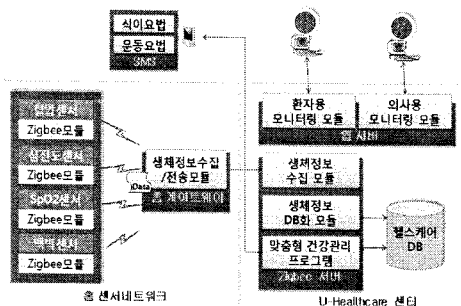 식이요법
운동요법
SMS
환자용
모니터링 모듈
의사용
모니터링 모듈
웹 서버
혈압센서
Zigbee모듈
심전도센서
Zigbee모듈
SpO2센서
Zigbee모듈
맥박센서
Zigbee모듈
생체정보수집
/전송모듈
Data
홈 게이트웨이
생체정보
수집 모듈
생체정보
DB화 모듈
맞춤형 건강관리
프로그램
Zigbee 서버
헬스케어
DB
홈 센서네트워크
U-Healthcare 센터